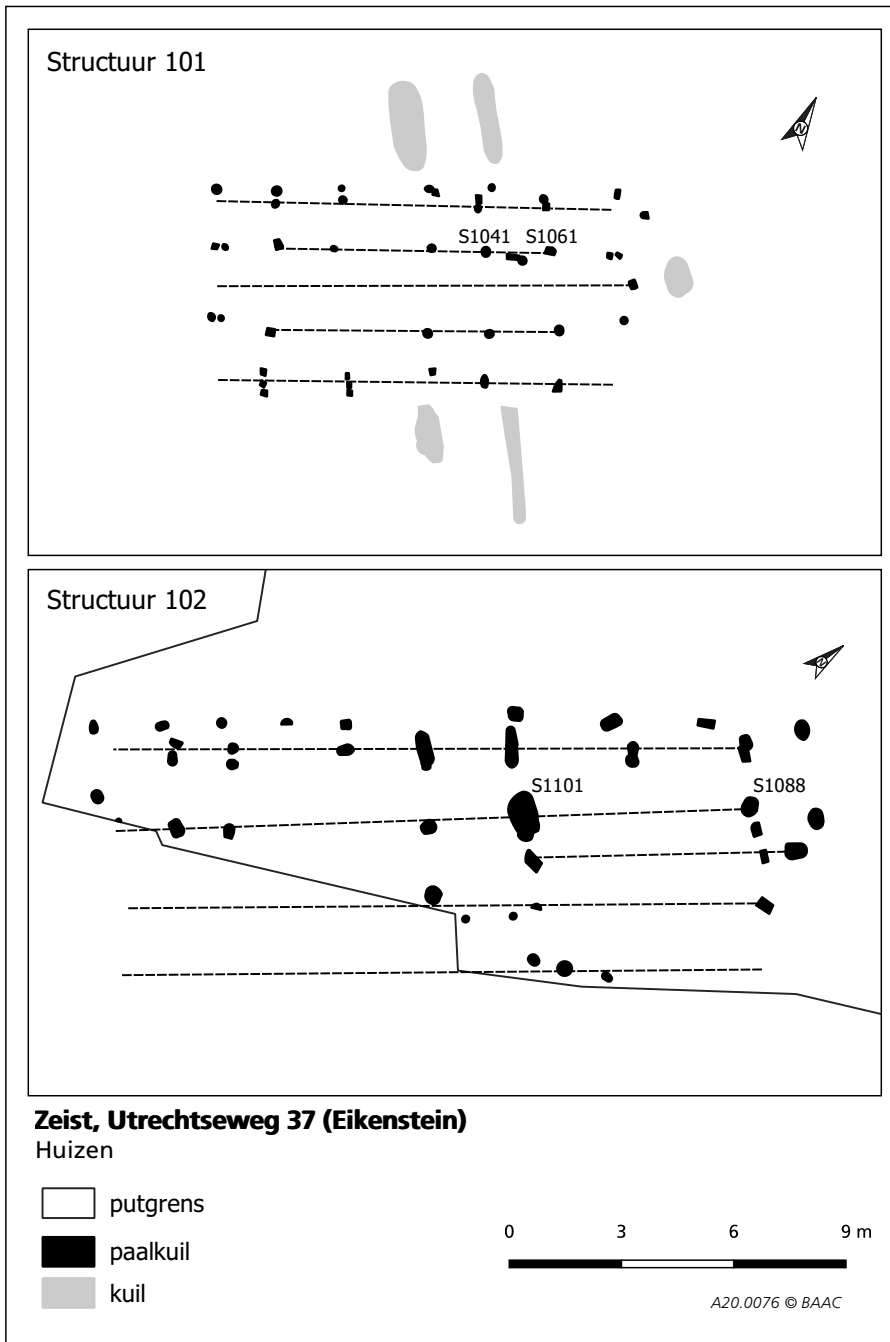 Structuur 101
N
S1041 S1061
Structuur 102
N
S1101 S1088
Zeist, Utrechtseweg 37 (Eikenstein)
Huizen
putgrens
paalkuil
kuil
0 3 6 9 m
A20.0076 © BAAC